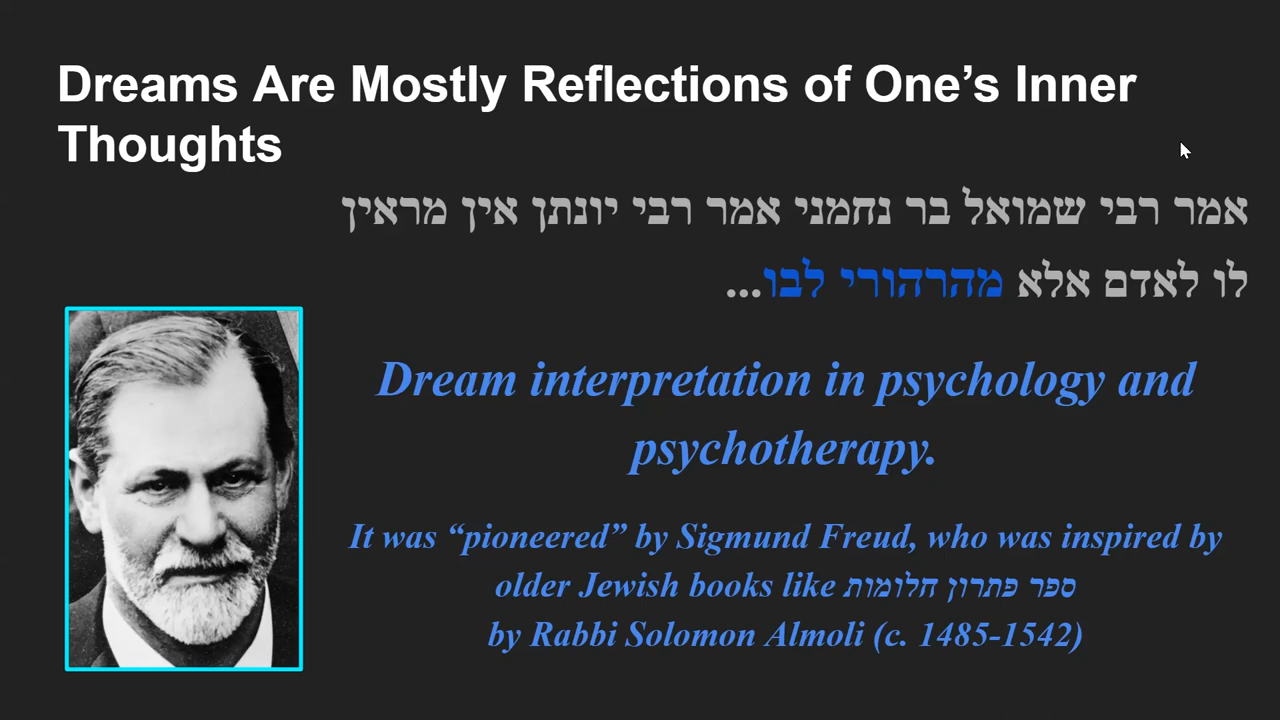 Dreams Are Mostly Reflections of One’s Inner
Thoughts
אמר רבי שמואל בר נחמני אמר רבי יונתן אין מראין
לו לאדם אלא מהרהורי לבו...
Dream interpretation in psychology and
psychotherapy.
It was “pioneered” by Sigmund Freud, who was inspired by
older Jewish books like ספר פתרון חלומות
by Rabbi Solomon Almoli (c. 1485-1542)